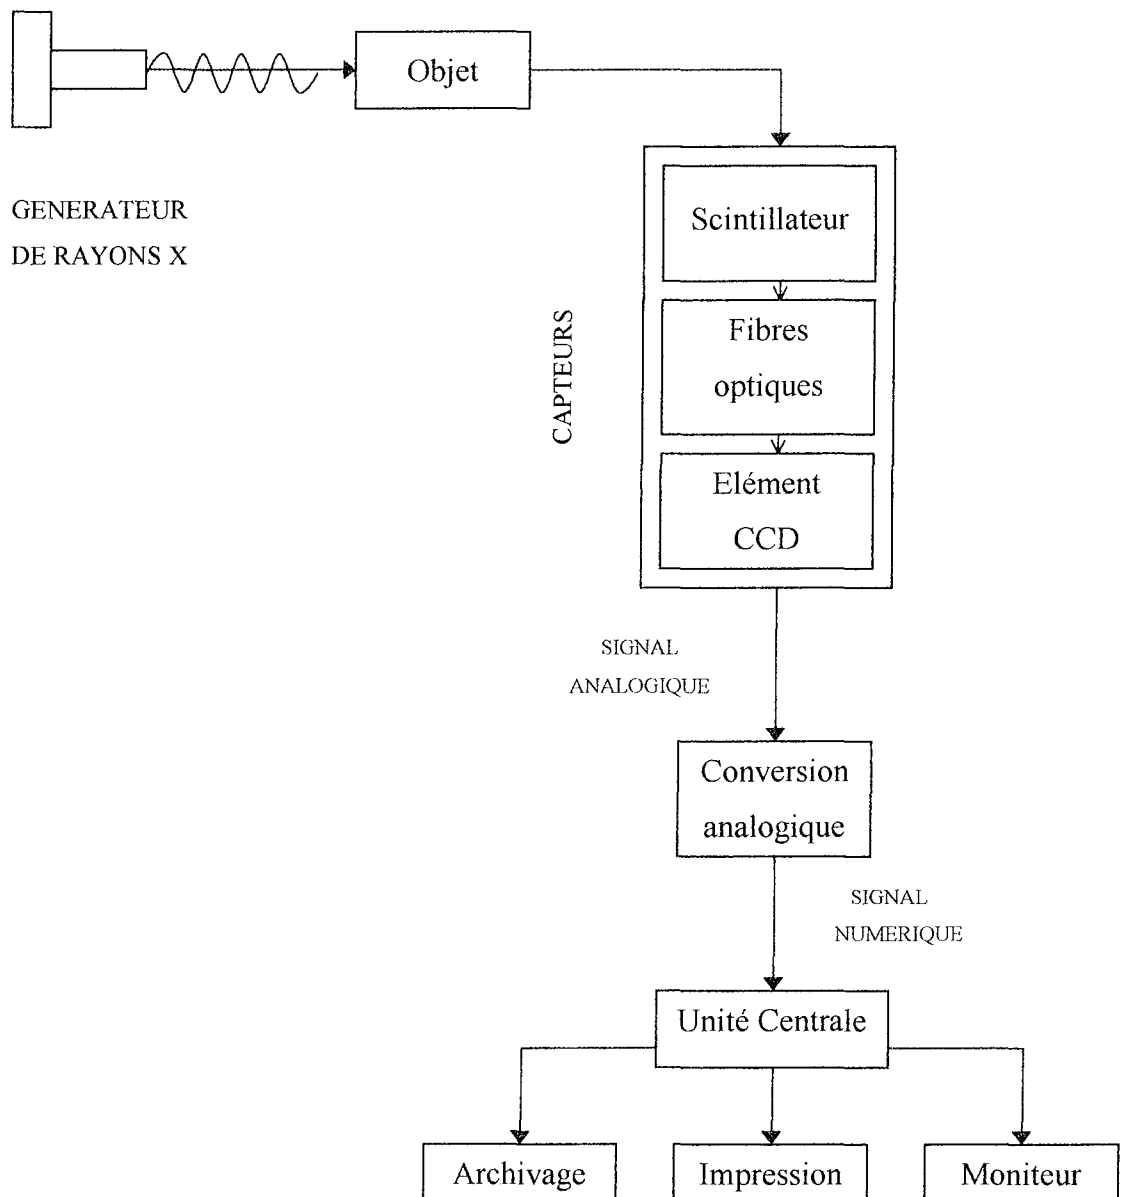 Objet
GENERATEUR
DE RAYONS X
Scintillateur
Fibres
optiques
CAPTEURS
Elément
CCD
SIGNAL
ANALOGIQUE
Conversion
analogique
SIGNAL
NUMERIQUE
Unité Centrale
Archivage
Impression
Moniteur